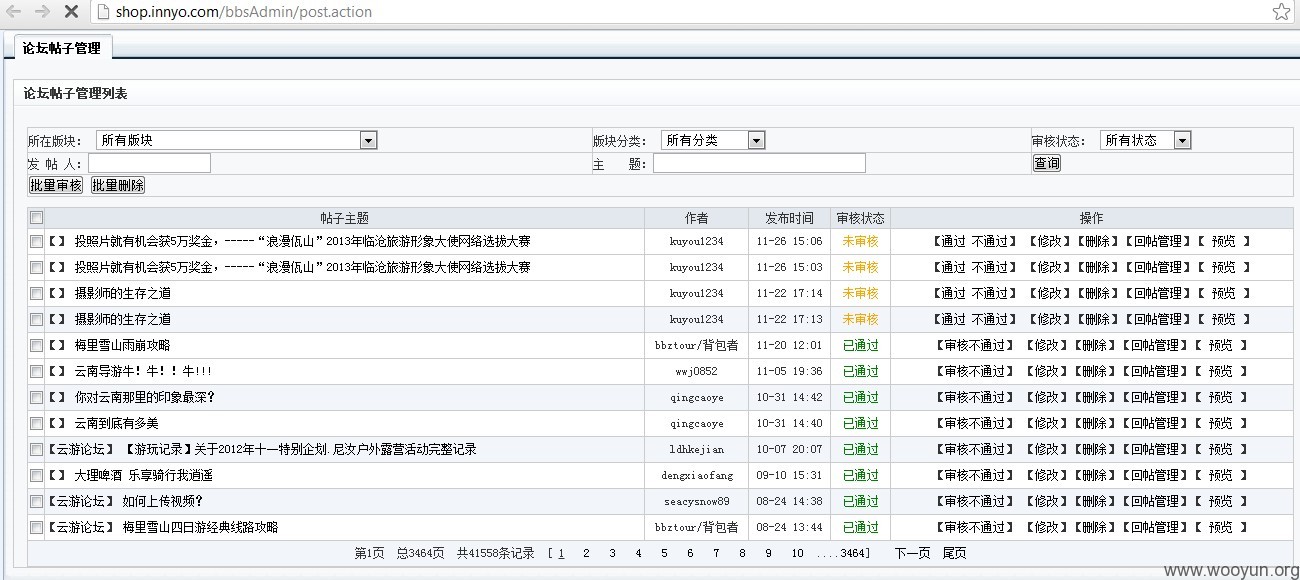 shop.innyo.com/bbsAdmin/post.action
论坛帖子管理
论坛帖子管理列表
所在版块： 所有版块 版块分类： 所有分类 审核状态： 所有状态
发 帖 人： 主 题： 查询
批量审核 批量删除
帖子主题 作者 发布时间 审核状态 操作
【 】 投照片就有机会获5万奖金，-----“浪漫佤山”2013年临沧旅游形象大使网络选拔大赛 kuyou1234 11-26 15:06 未审核 【通过 不通过】 【修改】【删除】【回帖管理】【 预览 】
【 】 投照片就有机会获5万奖金，-----“浪漫佤山”2013年临沧旅游形象大使网络选拔大赛 kuyou1234 11-26 15:03 未审核 【通过 不通过】 【修改】【删除】【回帖管理】【 预览 】
【 】 摄影师的生存之道 kuyou1234 11-22 17:14 未审核 【通过 不通过】 【修改】【删除】【回帖管理】【 预览 】
【 】 摄影师的生存之道 kuyou1234 11-22 17:13 未审核 【通过 不通过】 【修改】【删除】【回帖管理】【 预览 】
【 】 梅里雪山雨崩攻略 bbztour/背包者 11-20 12:01 已通过 【审核不通过】 【修改】【删除】【回帖管理】【 预览 】
【 】 云南导游牛！牛！！牛!!! wwj0852 11-05 19:36 已通过 【审核不通过】 【修改】【删除】【回帖管理】【 预览 】
【 】 你对云南那里的印象最深？ qingcaoye 10-31 14:42 已通过 【审核不通过】 【修改】【删除】【回帖管理】【 预览 】
【 】 云南到底有多美 qingcaoye 10-31 14:40 已通过 【审核不通过】 【修改】【删除】【回帖管理】【 预览 】
【云游论坛】 【游玩记录】关于2012年十一特别企划.尼汝户外露营活动完整记录 ldhkejian 10-07 20:07 已通过 【审核不通过】 【修改】【删除】【回帖管理】【 预览 】
【 】 大理啤酒 乐享骑行我逍遥 dengxiaofang 09-10 15:31 已通过 【审核不通过】 【修改】【删除】【回帖管理】【 预览 】
【云游论坛】 如何上传视频？ seacysnow89 08-24 14:38 已通过 【审核不通过】 【修改】【删除】【回帖管理】【 预览 】
【云游论坛】 梅里雪山四日游经典线路攻略 bbztour/背包者 08-24 13:44 已通过 【审核不通过】 【修改】【删除】【回帖管理】【 预览 】
第1页 总3464页 共41558条记录 [ 1 2 3 4 5 6 7 8 9 10 ....3464] 下一页 尾页
www.wooyun.org